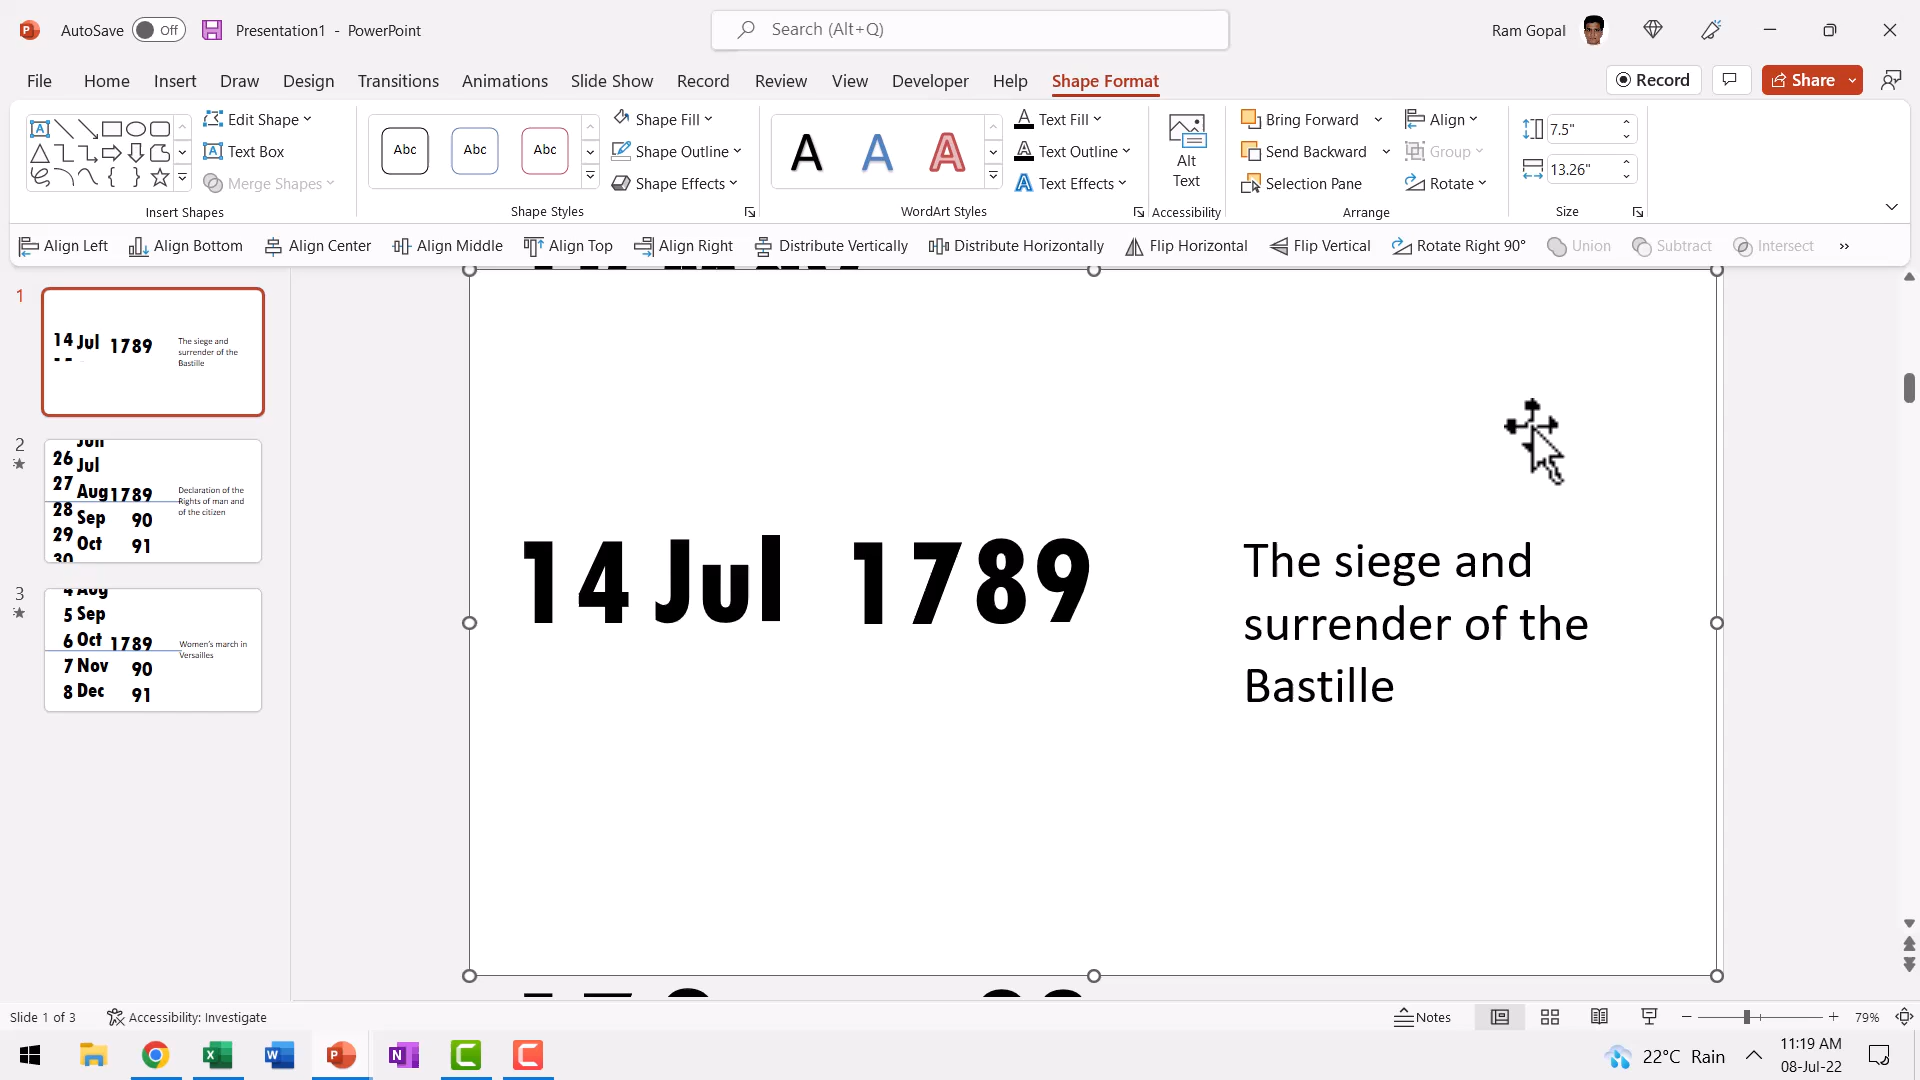 AutoSave Off Presentation1 - PowerPoint Search (Alt+Q) Ram Gopal
File Home Insert Draw Design Transitions Animations Slide Show Record Review View Developer Help Shape Format Record Share
Edit Shape
Text Box
Merge Shapes
Insert Shapes
Abc Abc Abc
Shape Fill
Shape Outline
Shape Effects
Shape Styles
A A A
Text Fill
Text Outline
Text Effects
WordArt Styles
Alt
Text
Accessibility
Bring Forward
Send Backward
Selection Pane
Align
Group
Rotate
Arrange
7.5"
13.26"
Size
Align Left Align Bottom Align Center Align Middle Align Top Align Right Distribute Vertically Distribute Horizontally Flip Horizontal Flip Vertical Rotate Right 90° Union Subtract Intersect »
1
14 Jul 1789
The siege and
surrender of the
Bastille
2
Jun
26 Jul
27 Aug 1789
28 Sep 90
29 Oct 91
30
Declaration of the
Rights of man and
of the citizen
3
4 Aug
5 Sep
6 Oct 1789
7 Nov 90
8 Dec 91
Women's march in
Versailles
14 Jul 1789
The siege and
surrender of the
Bastille
Slide 1 of 3 Accessibility: Investigate Notes 79%
22°C Rain 11:19 AM
08-Jul-22